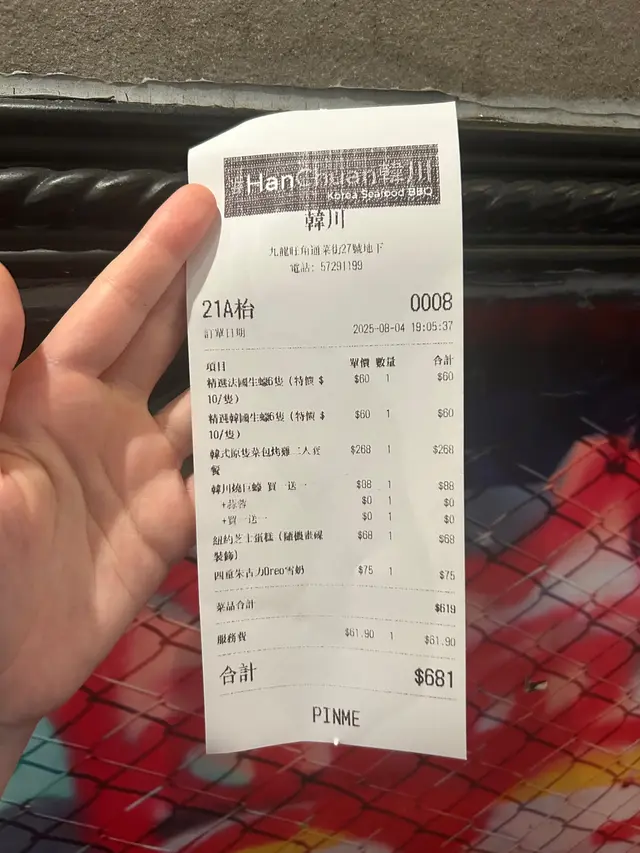 HanChuan韓川
Korea Seafood BBQ
韓川
九龍旺角通菜街27號地下
電話: 57291199
21A枱 0008
訂單日期 2025-08-04 19:05:37
項目 單價 數量 合計
精選法國生蠔6隻 (特價 $ $60 1 $60
10/隻)
精選韓國生蠔6隻 (特價 $ $60 1 $60
10/隻)
韓式原隻菜包烤雞二人套 $268 1 $268
餐
韓川燒巨蠔 買一送一 $88 1 $88
+蒜蓉 $0 1 $0
+買一送一 $0 1 $0
紐約芝士蛋糕 (隨機 $68 1 $68
裝飾)
四重朱古力Oreo雪奶 $75 1 $75
菜品合計 $619
服務費 $61.90 1 $61.90
合計 $681
PINME